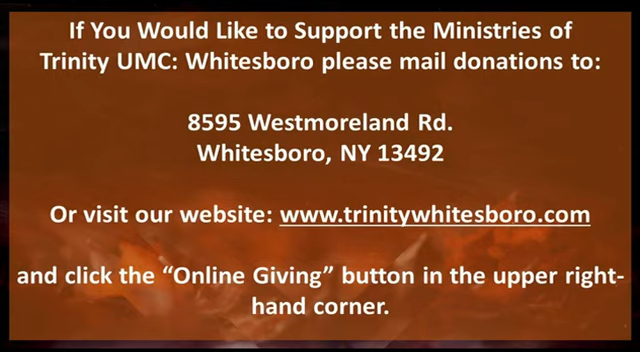 If You Would Like to Support the Ministries of
Trinity UMC: Whitesboro please mail donations to:
8595 Westmoreland Rd.
Whitesboro, NY 13492
Or visit our website: www.trinitywhitesboro.com
and click the “Online Giving” button in the upper right-
hand corner.